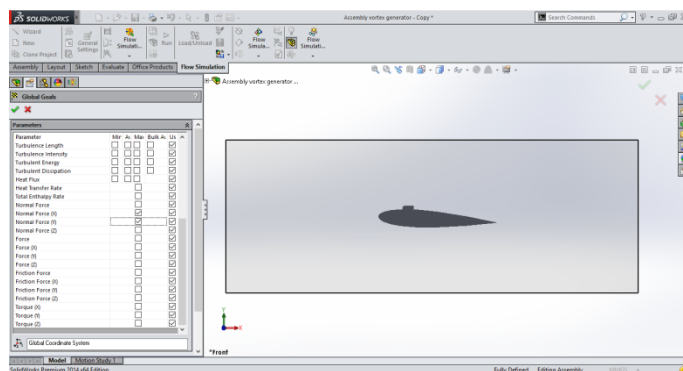 SOLIDWORKS
Assembly vortex generator - Copy *
Search Commands
Wizard
New
Clone Project
General Settings
Flow Simulati...
Run
Load/Unload
Flow Simula...
Flow Simulati...
Assembly Layout Sketch Evaluate Office Products Flow Simulation
Assembly vortex generator ...
Global Goals
Parameters
Parameter Min Av Max Bulk Av Us
Turbulence Length
Turbulence Intensity
Turbulent Energy
Turbulent Dissipation
Heat Flux
Heat Transfer Rate
Total Enthalpy Rate
Normal Force
Normal Force (X)
Normal Force (Y)
Normal Force (Z)
Force
Force (X)
Force (Y)
Force (Z)
Friction Force
Friction Force (X)
Friction Force (Y)
Friction Force (Z)
Torque (X)
Torque (Y)
Torque (Z)
Global Coordinate System
Y
X
*Front
Model Motion Study 1
SolidWorks Premium 2014 x64 Edition
Fully Defined Editing Assembly